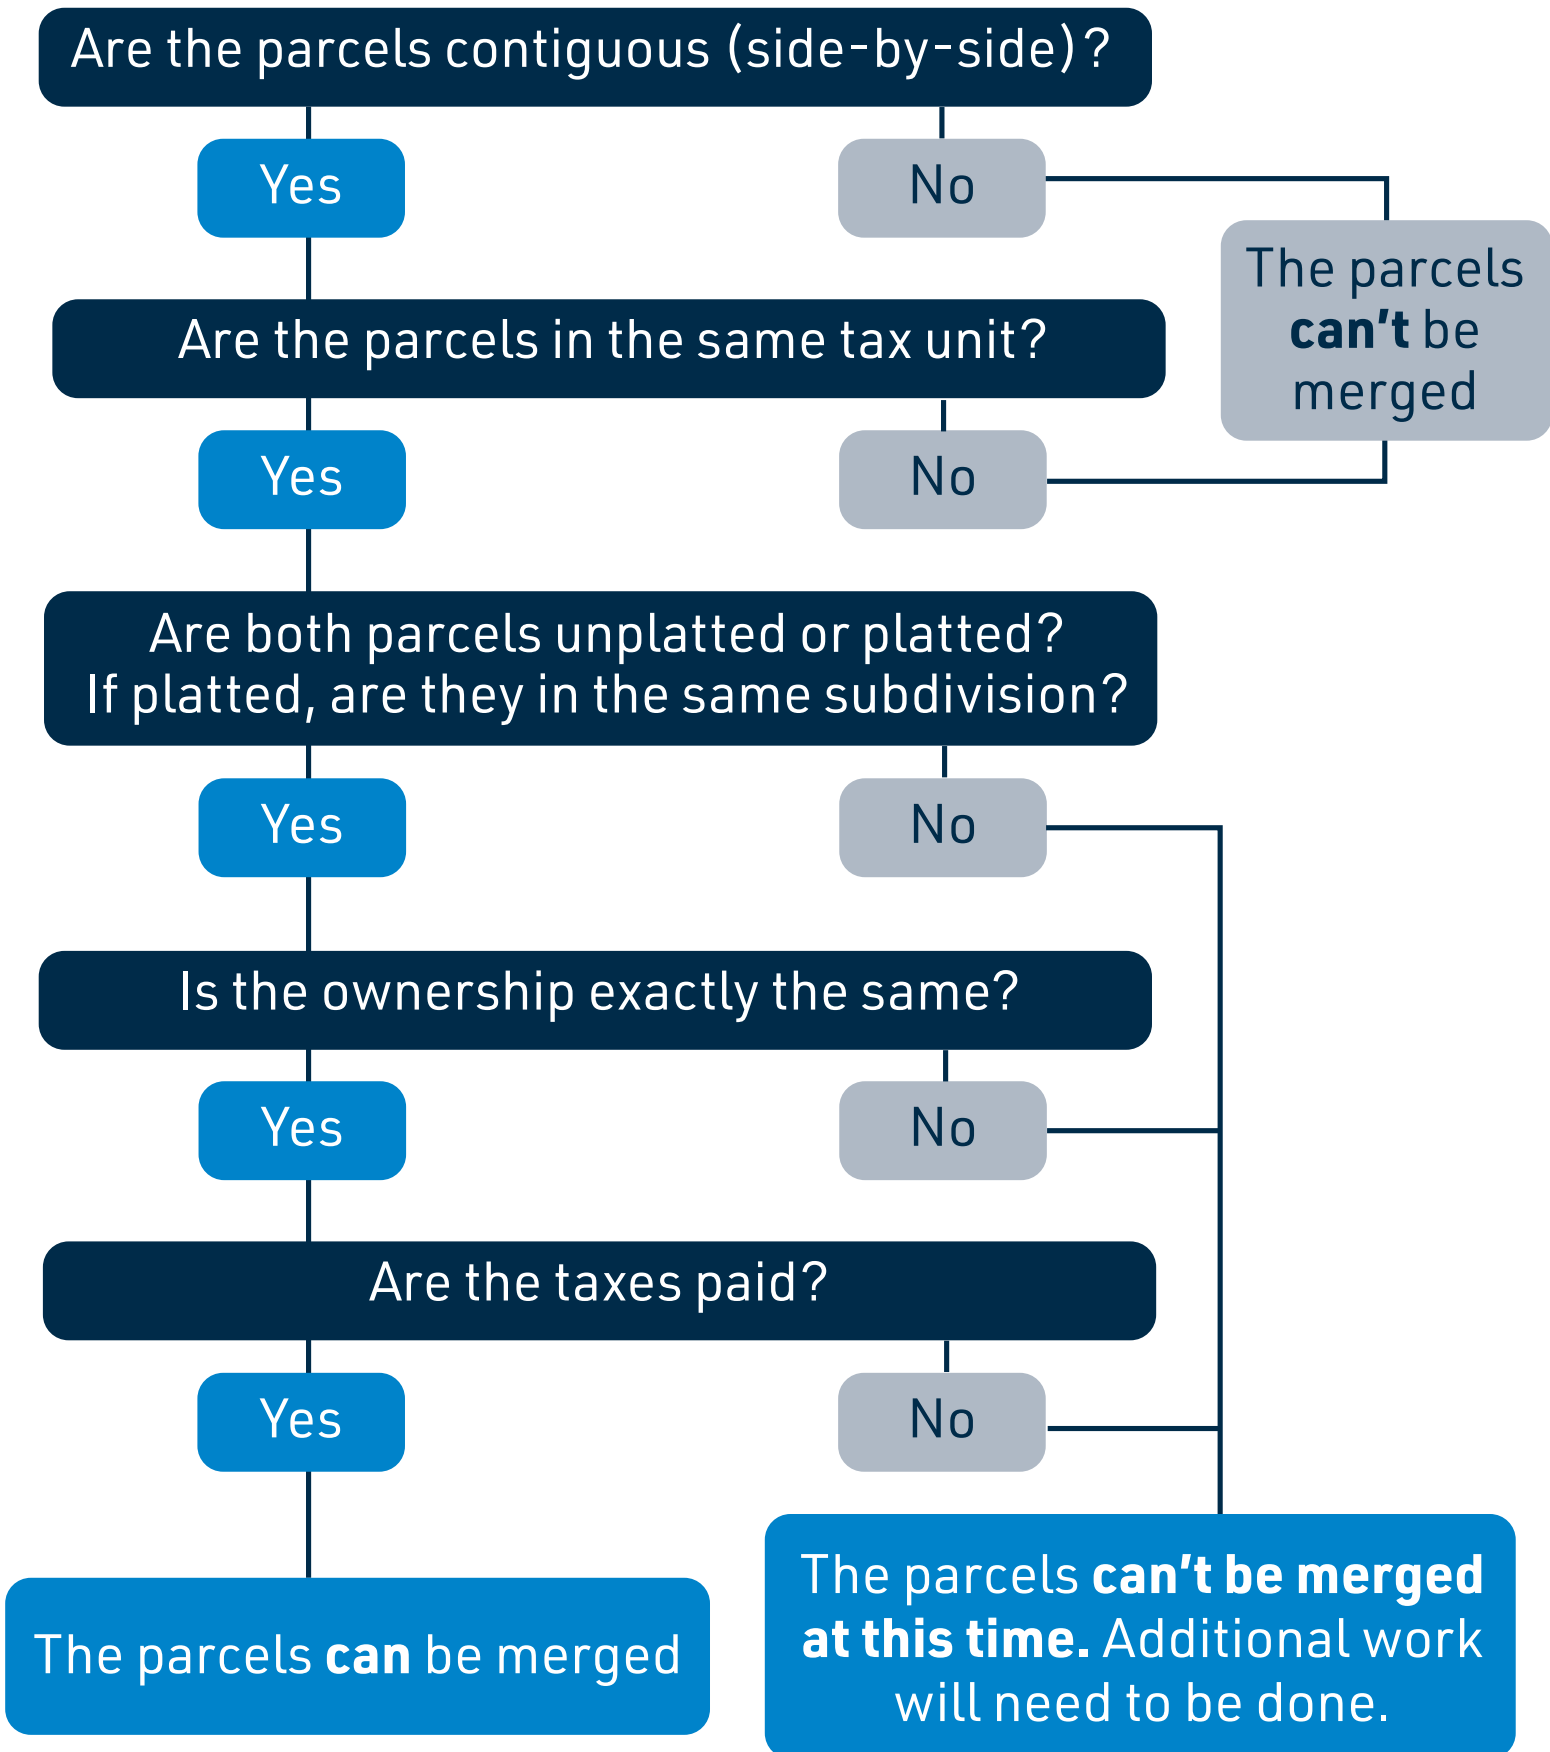 Are the parcels contiguous (side-by-side)?
Yes
No
The parcels
can't be
merged
Are the parcels in the same tax unit?
Yes
No
Are both parcels unplatted or platted?
If platted, are they in the same subdivision?
Yes
No
Is the ownership exactly the same?
Yes
No
Are the taxes paid?
Yes
No
The parcels can be merged
The parcels can't be merged
at this time. Additional work
will need to be done.